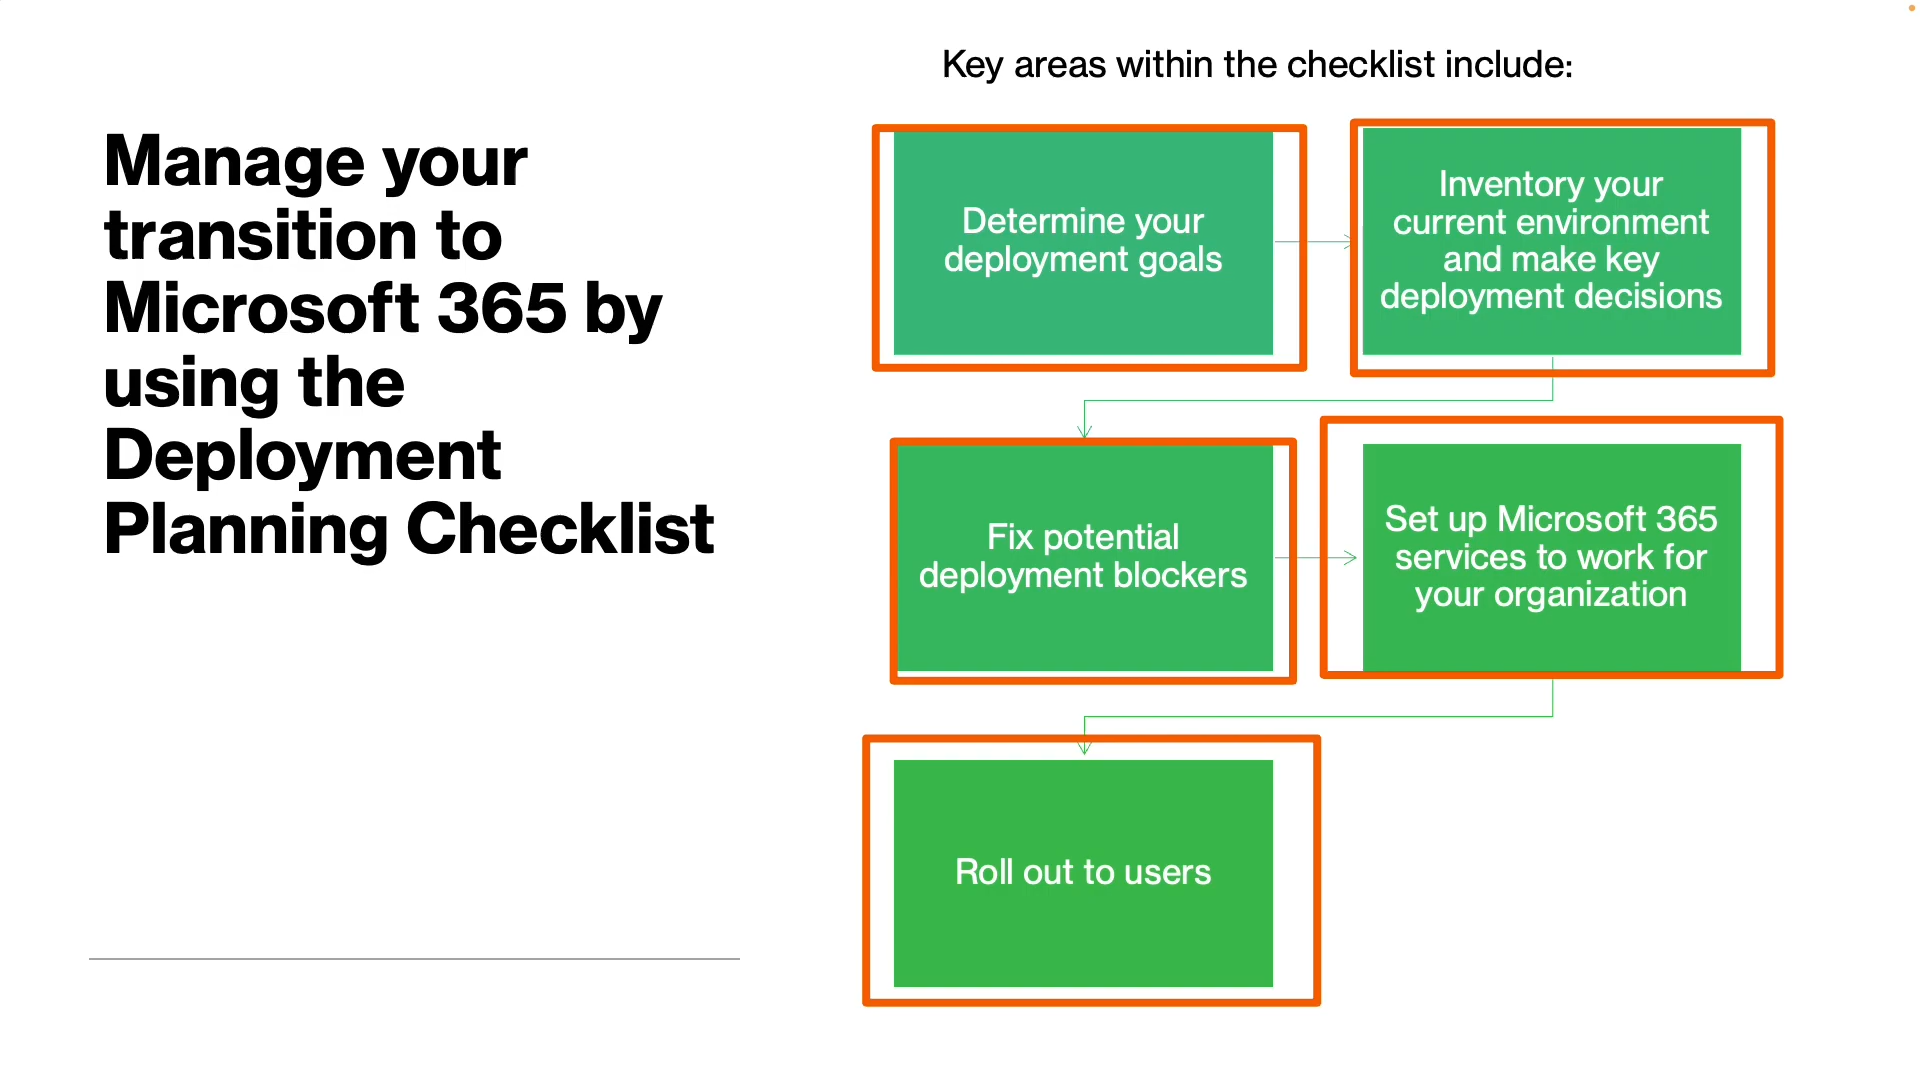 Manage your
transition to
Microsoft 365 by
using the
Deployment
Planning Checklist
Key areas within the checklist include:
Determine your
deployment goals
Inventory your
current environment
and make key
deployment decisions
Fix potential
deployment blockers
Set up Microsoft 365
services to work for
your organization
Roll out to users